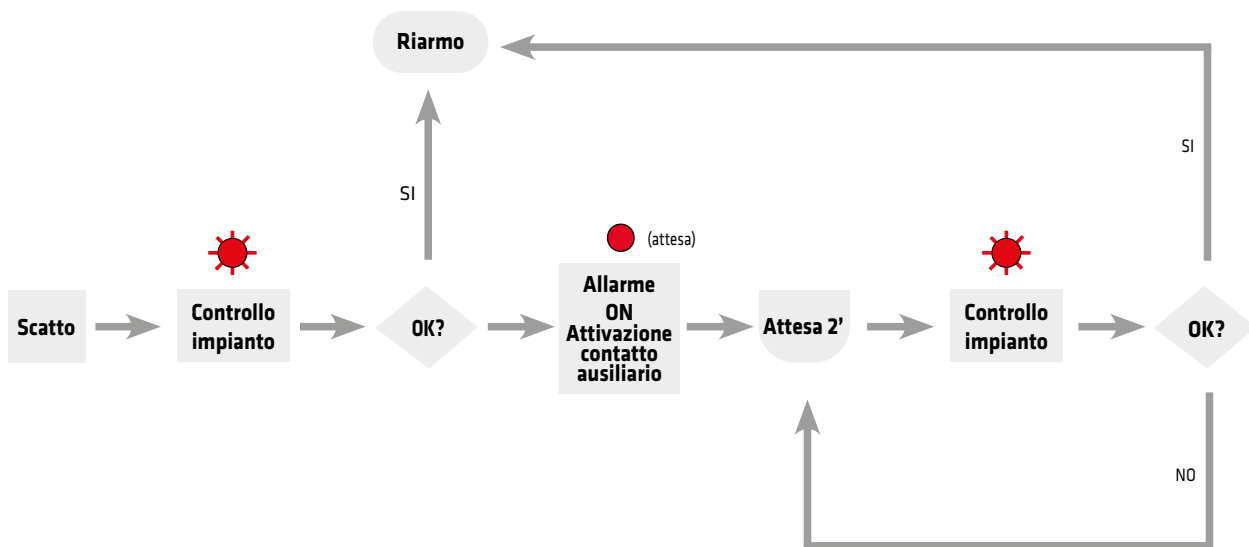 Riarmo
SI
SI
(attesa)
Scatto
Controllo
impianto
OK?
Allarme
ON
Attivazione
contatto
ausiliario
Attesa 2’
Controllo
impianto
OK?
NO